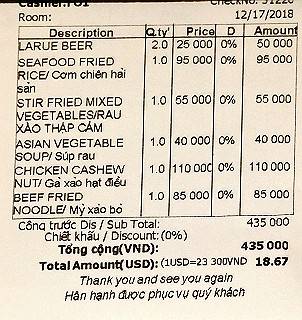 Cashier:F01 CheckNo: 31226
Room: 12/17/2018
Description Q.ty' Price D Amount
LARUE BEER 2.0 25 000 0% 50 000
SEAFOOD FRIED 1.0 95 000 0% 95 000
RICE/ Cơm chiên hải
sản
STIR FRIED MIXED 1.0 55 000 0% 55 000
VEGETABLES/RAU
XÀO THẬP CẨM
ASIAN VEGETABLE 1.0 40 000 0% 40 000
SOUP/ Súp rau
CHICKEN CASHEW 1.0 110 000 0% 110 000
NUT/ Gà xào hạt điều
BEEF FRIED 1.0 85 000 0% 85 000
NOODLE/ Mỳ xào bò
Cộng trước Dis / Sub Total: 435 000
Chiết khấu / Discount: (0%)
Tổng cộng(VND): 435 000
Total Amount(USD): (1USD=23 300VND 18.67
Thank you and see you again
Hân hạnh được phục vụ quý khách